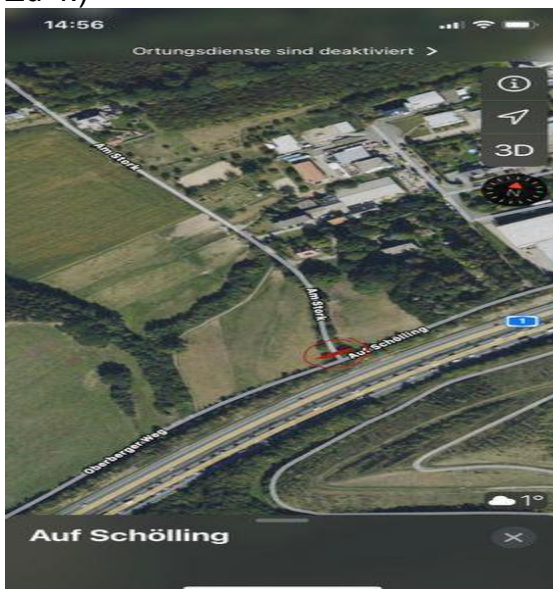 14:56
Ortungsdienste sind deaktiviert >
3D
Am Stork
N
Am Stork
1
Auf Schölling
Oberberger Weg
1°
Auf Schölling